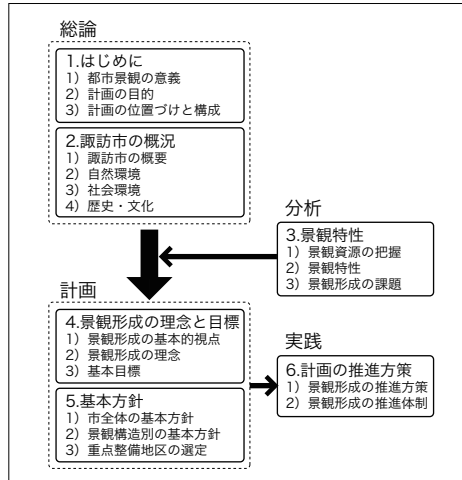 総論
1.はじめに
1）都市景観の意義
2）計画の目的
3）計画の位置づけと構成
2.諏訪市の概況
1）諏訪市の概要
2）自然環境
3）社会環境
4）歴史・文化
分析
3.景観特性
1）景観資源の把握
2）景観特性
3）景観形成の課題
計画
4.景観形成の理念と目標
1）景観形成の基本的視点
2）景観形成の理念
3）基本目標
5.基本方針
1）市全体の基本方針
2）景観構造別の基本方針
3）重点整備地区の選定
実践
6.計画の推進方策
1）景観形成の推進方策
2）景観形成の推進体制